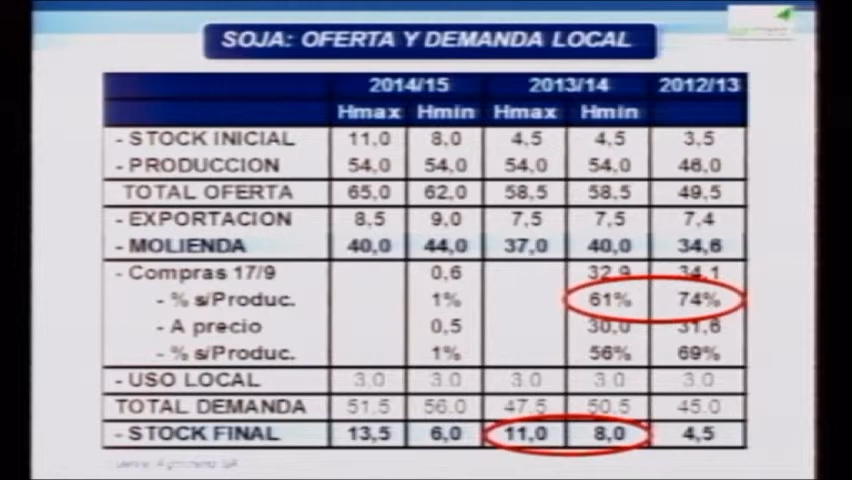 SOJA: OFERTA Y DEMANDA LOCAL
2014/15 2013/14 2012/13
Hmax Hmin Hmax Hmin
- STOCK INICIAL 11,0 8,0 4,5 4,5 3,5
- PRODUCCION 54,0 54,0 54,0 54,0 46,0
TOTAL OFERTA 65,0 62,0 58,5 58,5 49,5
- EXPORTACION 8,5 9,0 7,5 7,5 7,4
- MOLIENDA 40,0 44,0 37,0 40,0 34,6
- Compras 17/9 0,6 32,9 34,1
- % s/Produc. 1% 61% 74%
- A precio 0,5 30,0 31,6
- % s/Produc. 1% 56% 69%
- USO LOCAL 3,0 3,0 3,0 3,0 3,0
TOTAL DEMANDA 51,5 56,0 47,5 50,5 45,0
- STOCK FINAL 13,5 6,0 11,0 8,0 4,5